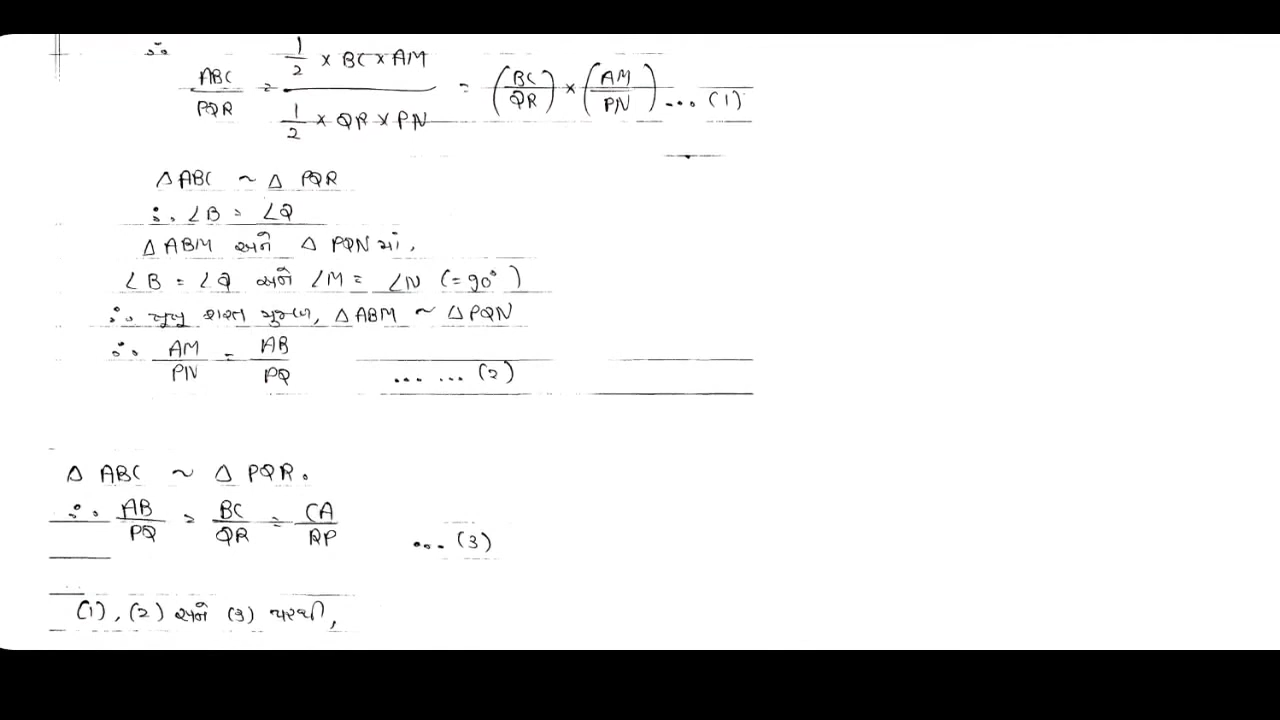 ∴ ABC/PQR = (1/2 × BC × AM)/(1/2 × QR × PN) = (BC/QR) × (AM/PN) ... (1)
△ ABC ~ △ PQR
∴ ∠B = ∠Q
△ ABM અને △ PQN માં,
∠B = ∠Q અને ∠M = ∠N (= 90°)
∴ ખૂખૂ શરત મુજબ, △ ABM ~ △ PQN
∴ AM/PN = AB/PQ ... ... (2)
△ ABC ~ △ PQR.
∴ AB/PQ = BC/QR = CA/RP ... (3)
(1), (2) અને (3) પરથી,